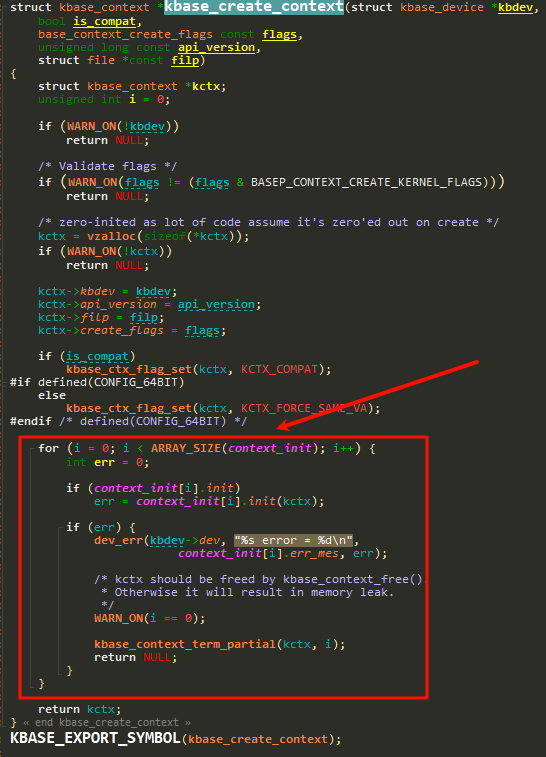 struct kbase_context *kbase_create_context(struct kbase_device *kbdev,
    bool is_compat,
    base_context_create_flags const flags,
    unsigned long const api_version,
    struct file *const filp)
{
    struct kbase_context *kctx;
    unsigned int i = 0;

    if (WARN_ON(!kbdev))
        return NULL;

    /* Validate flags */
    if (WARN_ON(flags != (flags & BASEP_CONTEXT_CREATE_KERNEL_FLAGS)))
        return NULL;

    /* zero-inited as lot of code assume it's zero'ed out on create */
    kctx = vzalloc(sizeof(*kctx));
    if (WARN_ON(!kctx))
        return NULL;

    kctx->kbdev = kbdev;
    kctx->api_version = api_version;
    kctx->filp = filp;
    kctx->create_flags = flags;

    if (is_compat)
        kbase_ctx_flag_set(kctx, KCTX_COMPAT);
#if defined(CONFIG_64BIT)
    else
        kbase_ctx_flag_set(kctx, KCTX_FORCE_SAME_VA);
#endif /* defined(CONFIG_64BIT) */

    for (i = 0; i < ARRAY_SIZE(context_init); i++) {
        int err = 0;

        if (context_init[i].init)
            err = context_init[i].init(kctx);

        if (err) {
            dev_err(kbdev->dev, "%s error = %d\n",
                        context_init[i].err_mes, err);

            /* kctx should be freed by kbase_context_free().
             * Otherwise it will result in memory leak.
             */
            WARN_ON(i == 0);

            kbase_context_term_partial(kctx, i);
            return NULL;
        }
    }

    return kctx;
} « end kbase_create_context »
KBASE_EXPORT_SYMBOL(kbase_create_context);